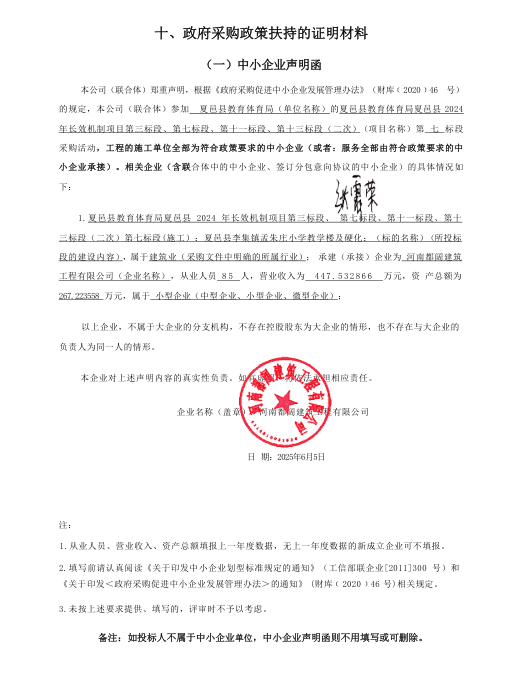 十、政府采购政策扶持的证明材料
（一）中小企业声明函
本公司（联合体）郑重声明，根据《政府采购促进中小企业发展管理办法》（财库﹝2020﹞46 号）
的规定，本公司（联合体）参加 夏邑县教育体育局（单位名称）的夏邑县教育体育局夏邑县 2024
年长效机制项目第三标段、第七标段、第十一标段、第十三标段（二次）(项目名称）第 七 标段
采购活动，工程的施工单位全部为符合政策要求的中小企业（或者：服务全部由符合政策要求的中
小企业承接）。相关企业（含联合体中的中小企业、签订分包意向协议的中小企业）的具体情况如
下：
1.夏邑县教育体育局夏邑县 2024 年长效机制项目第三标段、 第七标段、第十一标段、第十
三标段（二次）第七标段(施工)；夏邑县李集镇孟朱庄小学教学楼及硬化；（标的名称）（所投标
段的建设内容），属于建筑业（采购文件中明确的所属行业）； 承建（承接）企业为 河南都阔建筑
工程有限公司（企业名称），从业人员 85 人，营业收入为 447.532866 万元，资 产总额为
267.223558 万元，属于 小型企业（中型企业、小型企业、微型企业）；
以上企业，不属于大企业的分支机构，不存在控股股东为大企业的情形，也不存在与大企业的
负责人为同一人的情形。
本企业对上述声明内容的真实性负责。如有虚假，将依法承担相应责任。
企业名称（盖章）：河南都阔建筑工程有限公司
日 期：2025年6月5日
注：
1.从业人员、营业收入、资产总额填报上一年度数据，无上一年度数据的新成立企业可不填报。
2.填写前请认真阅读《关于印发中小企业划型标准规定的通知》（工信部联企业[2011]300 号）和
《关于印发＜政府采购促进中小企业发展管理办法＞的通知》(财库﹝2020﹞46 号)相关规定。
3.未按上述要求提供、填写的，评审时不予以考虑。
备注：如投标人不属于中小企业单位，中小企业声明函则不用填写或可删除。